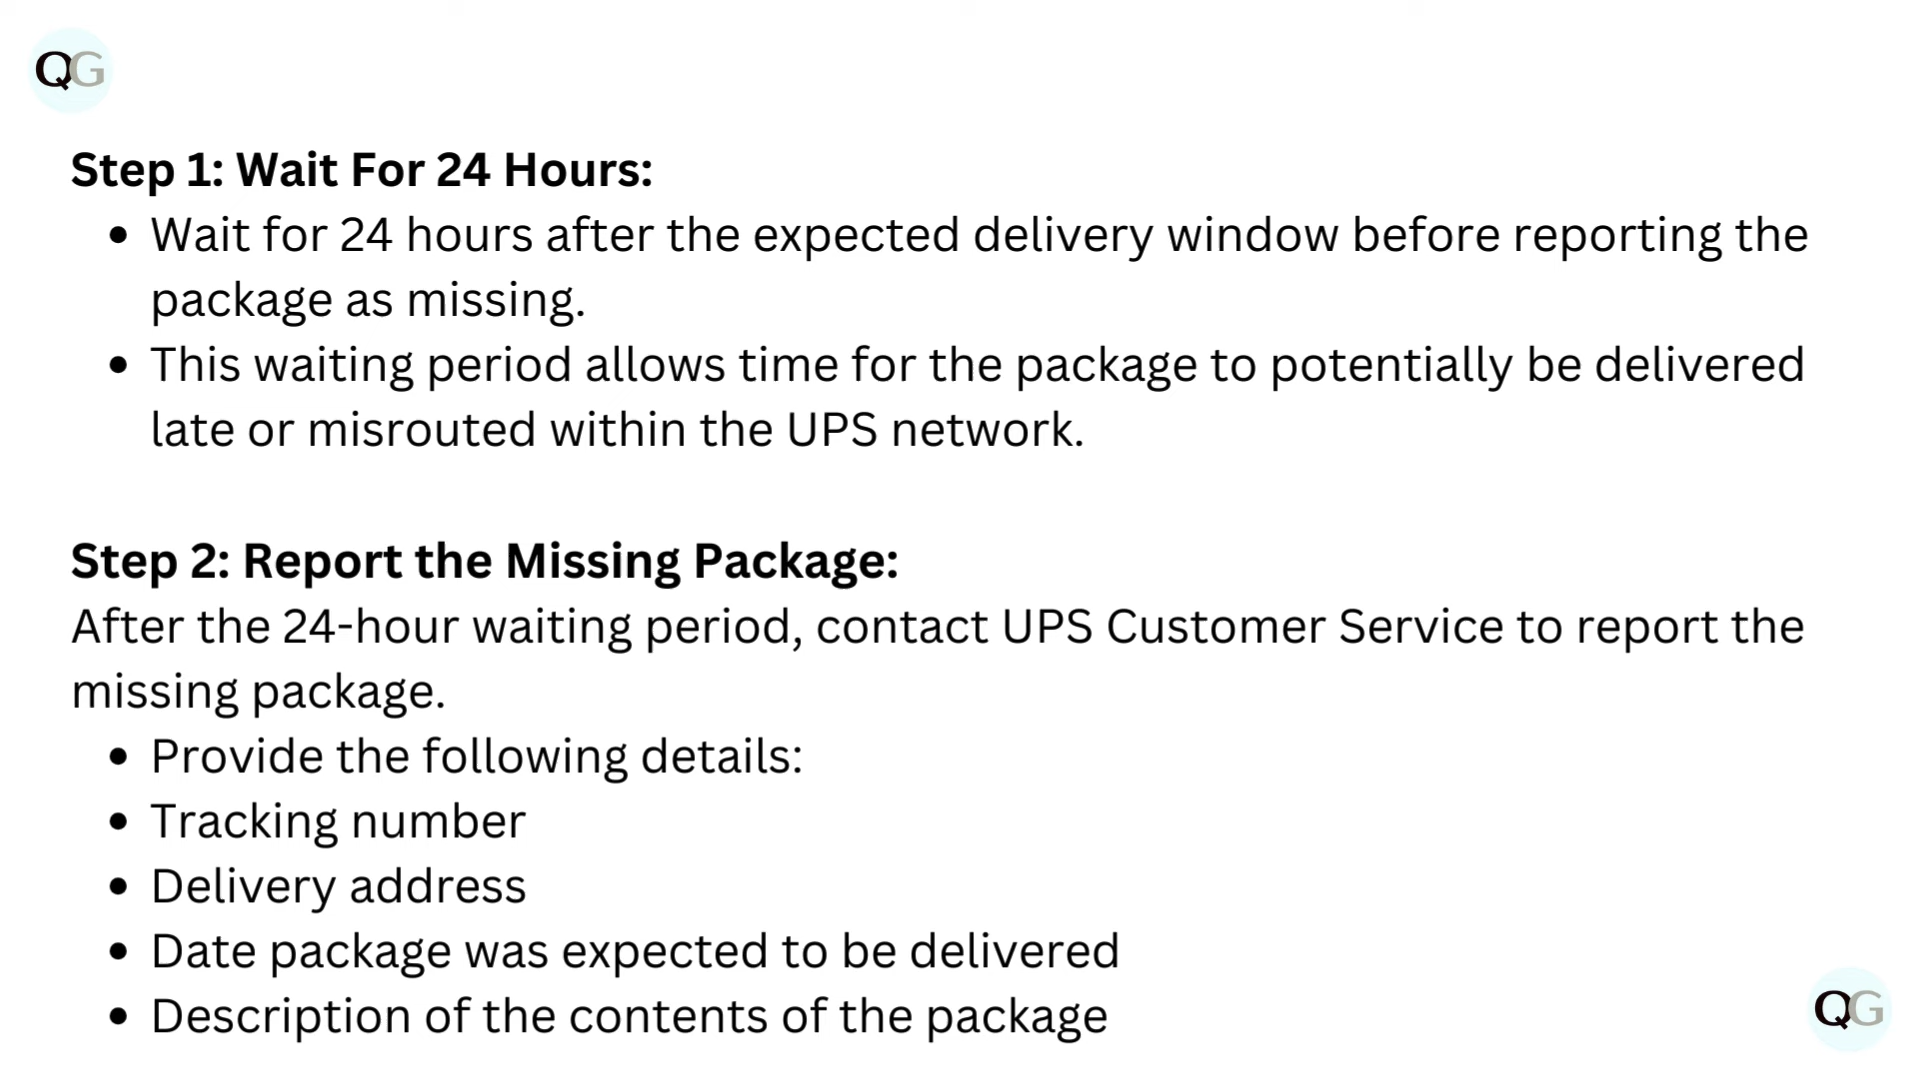 QG
Step 1: Wait For 24 Hours:
• Wait for 24 hours after the expected delivery window before reporting the
package as missing.
• This waiting period allows time for the package to potentially be delivered
late or misrouted within the UPS network.
Step 2: Report the Missing Package:
After the 24-hour waiting period, contact UPS Customer Service to report the
missing package.
• Provide the following details:
• Tracking number
• Delivery address
• Date package was expected to be delivered
• Description of the contents of the package
QG